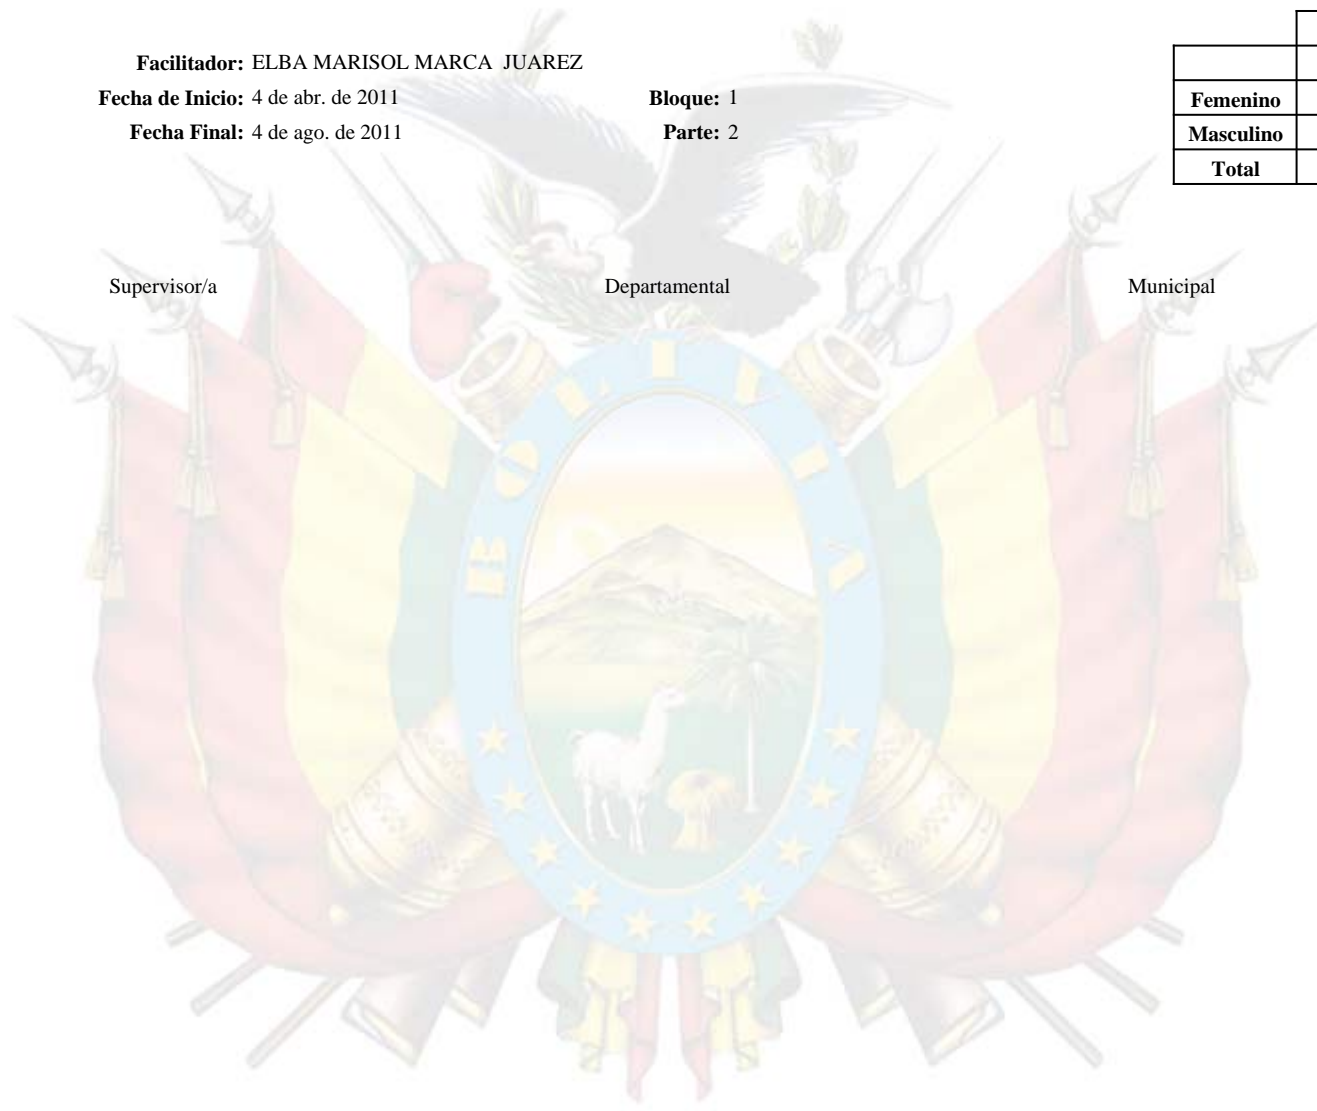 Facilitador: ELBA MARISOL MARCA JUAREZ
Fecha de Inicio: 4 de abr. de 2011 Bloque: 1
Fecha Final: 4 de ago. de 2011 Parte: 2
Femenino
Masculino
Total
Supervisor/a Departamental Municipal
BOLIVIA